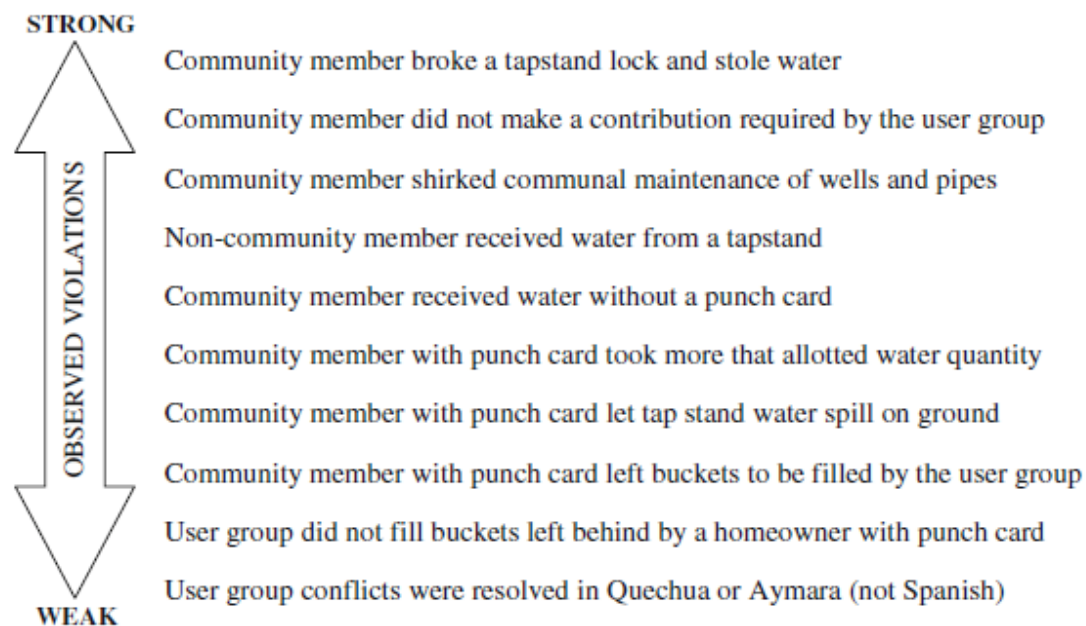 STRONG
Community member broke a tapstand lock and stole water
Community member did not make a contribution required by the user group
Community member shirked communal maintenance of wells and pipes
Non-community member received water from a tapstand
Community member received water without a punch card
Community member with punch card took more that allotted water quantity
Community member with punch card let tap stand water spill on ground
Community member with punch card left buckets to be filled by the user group
User group did not fill buckets left behind by a homeowner with punch card
User group conflicts were resolved in Quechua or Aymara (not Spanish)
OBSERVED VIOLATIONS
WEAK